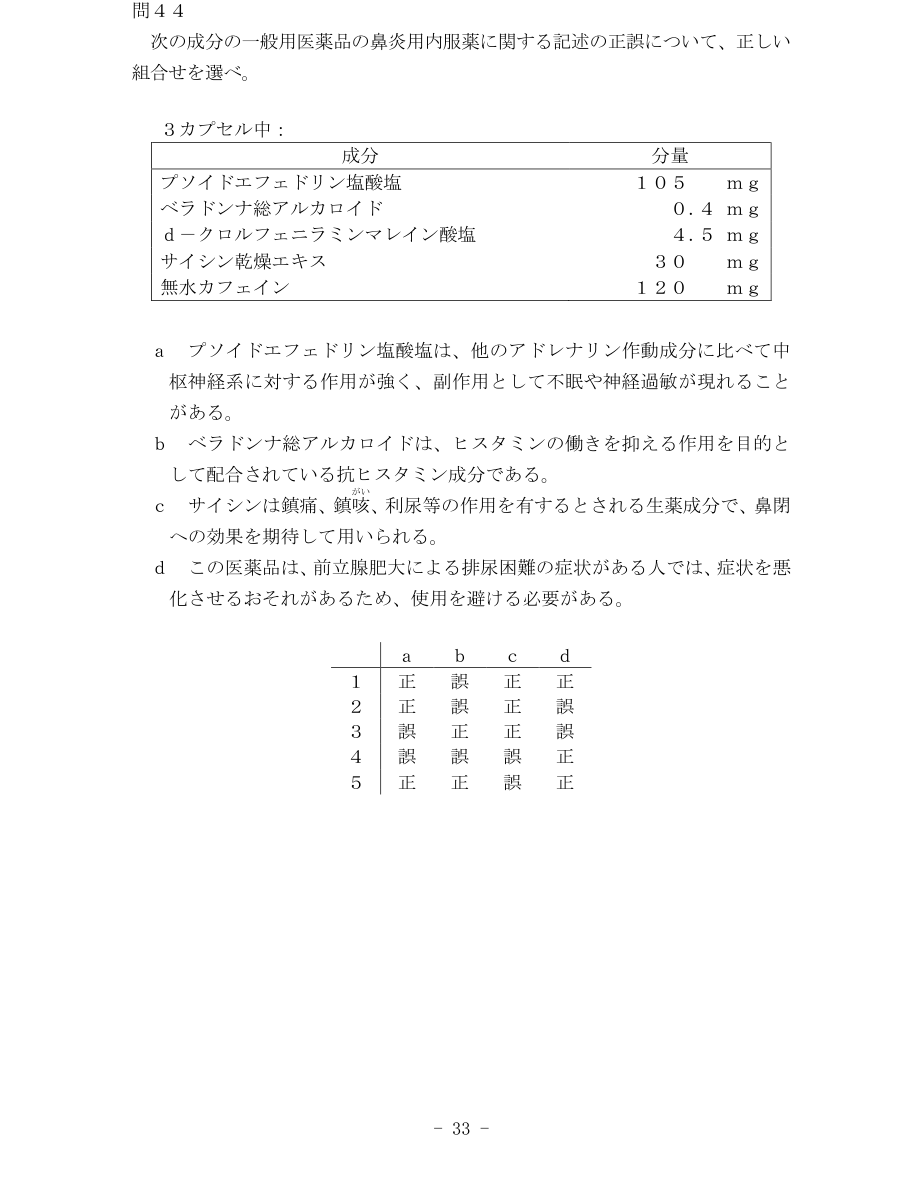 問４４
次の成分の一般用医薬品の鼻炎用内服薬に関する記述の正誤について、正しい
組合せを選べ。
３カプセル中：
成分 分量
プソイドエフェドリン塩酸塩 １０５ ｍｇ
ベラドンナ総アルカロイド ０．４ ｍｇ
ｄ－クロルフェニラミンマレイン酸塩 ４．５ ｍｇ
サイシン乾燥エキス ３０ ｍｇ
無水カフェイン １２０ ｍｇ
ａ プソイドエフェドリン塩酸塩は、他のアドレナリン作動成分に比べて中
枢神経系に対する作用が強く、副作用として不眠や神経過敏が現れること
がある。
ｂ ベラドンナ総アルカロイドは、ヒスタミンの働きを抑える作用を目的と
して配合されている抗ヒスタミン成分である。
がい
ｃ サイシンは鎮痛、鎮咳、利尿等の作用を有するとされる生薬成分で、鼻閉
への効果を期待して用いられる。
ｄ この医薬品は、前立腺肥大による排尿困難の症状がある人では、症状を悪
化させるおそれがあるため、使用を避ける必要がある。
ａ ｂ ｃ ｄ
１ 正 誤 正 正
２ 正 誤 正 誤
３ 誤 正 正 誤
４ 誤 誤 誤 正
５ 正 正 誤 正
- 33 -